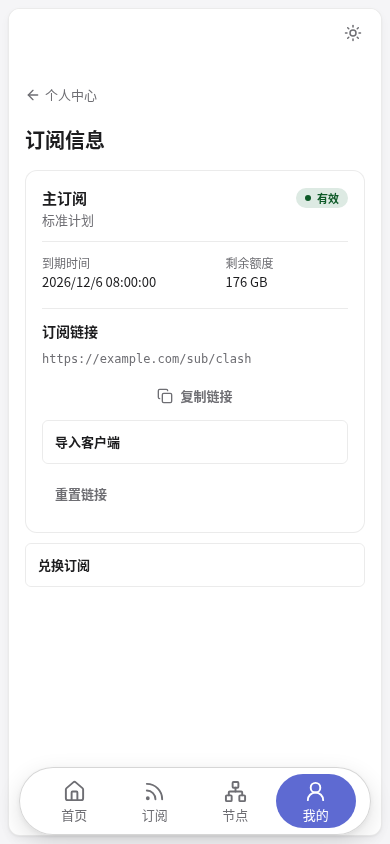 个人中心
订阅信息
主订阅
有效
标准计划
到期时间
剩余额度
2026/12/6 08:00:00
176 GB
订阅链接
https://example.com/sub/clash
复制链接
导入客户端
重置链接
兑换订阅
首页
订阅
节点
我的